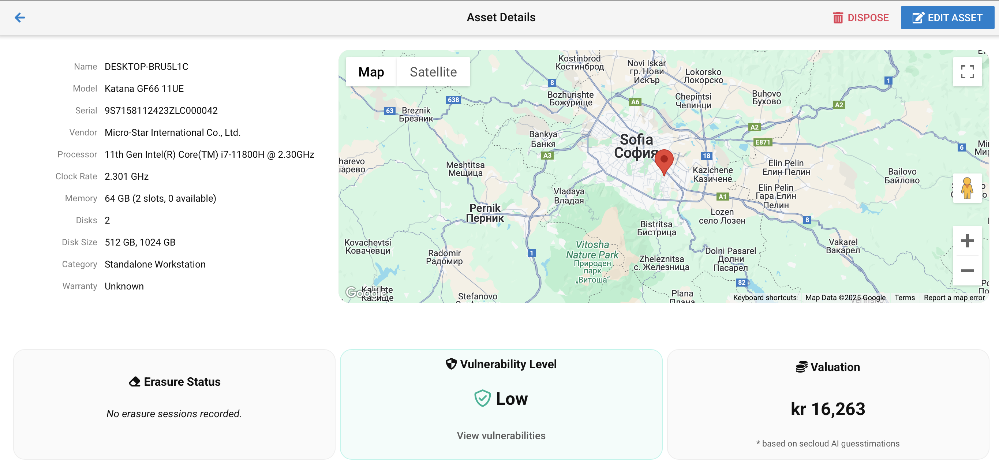 Asset Details
DISPOSE
EDIT ASSET
Name DESKTOP-BRU5L1C
Model Katana GF66 11UE
Serial 9S7158112423ZLC000042
Vendor Micro-Star International Co., Ltd.
Processor 11th Gen Intel(R) Core(TM) i7-11800H @ 2.30GHz
Clock Rate 2.301 GHz
Memory 64 GB (2 slots, 0 available)
Disks 2
Disk Size 512 GB, 1024 GB
Category Standalone Workstation
Warranty Unknown
Map
Satellite
Kostinbrod
Костинброд
Novi Iskar
гр. Нови
Искър
Lokorsko
Локорско
8
1
638
Bozhurishte
Божурище
A6
Chepintsi
Чепинци
Buhovo
Бухово
A2
63
Breznik
Брезник
A2
Bankya
Банкя
Sofia
София
E871
6
A3
18
harevo
Meshtitsa
Мещица
Kazichene
Казичене
Elin Pelin
Елин Пелин
Bailovo
Байлово
Vladaya
Владая
A1
Elin Pelin
Гара Елин
Пелин
Pernik
Перник
Lozen
село Лозен
8
Bistritsa
Бистрица
Kovachevtsi
Ковачевци
Radomir
Радомир
1
Vitosha
Nature Park
Природен
парк
„Витоша“
Zheleznitsa
с. Железница
Dolni Pasarel
Долни
Пасарел
Vakarel
Вакарел
82
Kalishte
Калище
Google
Stefanovo
Plana
Плана
Keyboard shortcuts
Map Data ©2025 Google
Terms
Report a map error
Erasure Status
No erasure sessions recorded.
Vulnerability Level
Low
View vulnerabilities
Valuation
kr 16,263
* based on secloud AI guesstimations